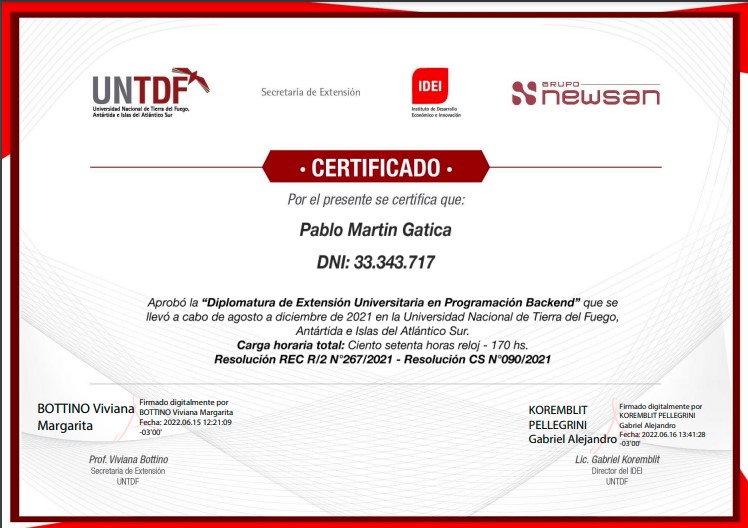 UNTDF
Universidad Nacional de Tierra del Fuego,
Antártida e Islas del Atlántico Sur
Secretaria de Extensión
IDEI
Instituto de Desarrollo
Económico e Innovación
GRUPO
newsan
• CERTIFICADO •
Por el presente se certifica que:
Pablo Martin Gatica
DNI: 33.343.717
Aprobó la “Diplomatura de Extensión Universitaria en Programación Backend” que se
llevó a cabo de agosto a diciembre de 2021 en la Universidad Nacional de Tierra del Fuego,
Antártida e Islas del Atlántico Sur.
Carga horaria total: Ciento setenta horas reloj - 170 hs.
Resolución REC R/2 N°267/2021 - Resolución CS N°090/2021
BOTTINO Viviana
Margarita
Firmado digitalmente por
BOTTINO Viviana Margarita
Fecha: 2022.06.15 12:21:09
-03'00'
Prof. Viviana Bottino
Secretaria de Extensión
UNTDF
KOREMBLIT
PELLEGRINI
Gabriel Alejandro
Firmado digitalmente por
KOREMBLIT PELLEGRINI
Gabriel Alejandro
Fecha: 2022.06.16 13:41:28
-03'00'
Lic. Gabriel Koremblit
Director del IDEI
UNTDF